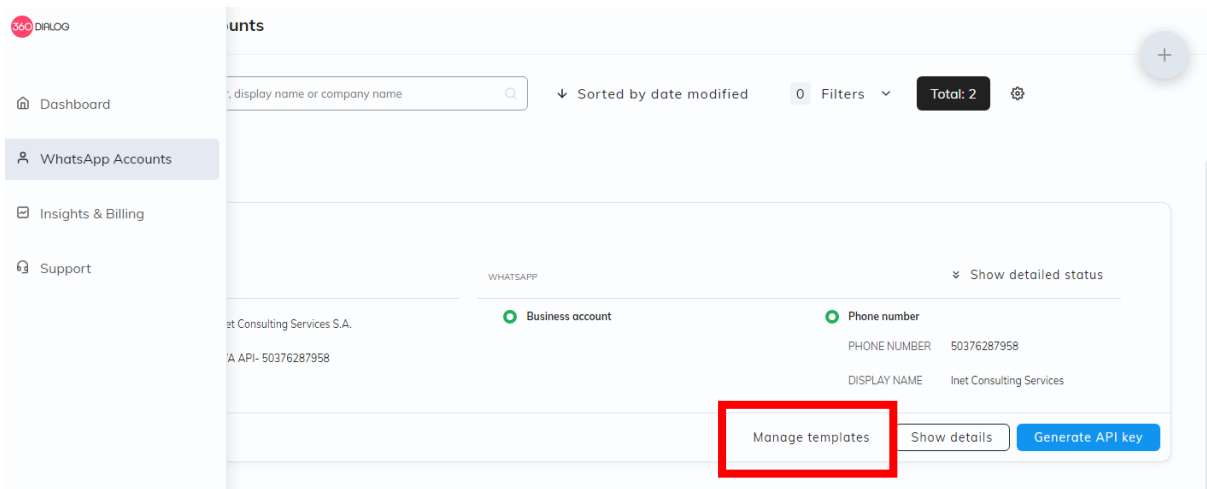 360 DIALOG
unts
Dashboard
WhatsApp Accounts
Insights & Billing
Support
, display name or company name
Sorted by date modified
0 Filters
Total: 2
+
WHATSAPP
Show detailed status
et Consulting Services S.A.
A API- 50376287958
Business account
Phone number
PHONE NUMBER 50376287958
DISPLAY NAME Inet Consulting Services
Manage templates
Show details
Generate API key